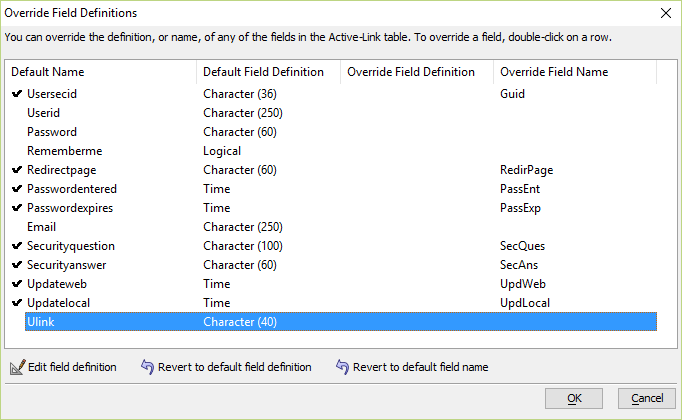 Override Field Definitions
You can override the definition, or name, of any of the fields in the Active-Link table. To override a field, double-click on a row.
Default Name Default Field Definition Override Field Definition Override Field Name
Usersecid Character (36) Guid
Userid Character (250)
Password Character (60)
Rememberme Logical
Redirectpage Character (60) RedirPage
Passwordentered Time PassEnt
Passwordexpires Time PassExp
Email Character (250)
Securityquestion Character (100) SecQues
Securityanswer Character (60) SecAns
Updateweb Time UpdWeb
Updatelocal Time UpdLocal
Ulink Character (40)
Edit field definition Revert to default field definition Revert to default field name
OK Cancel